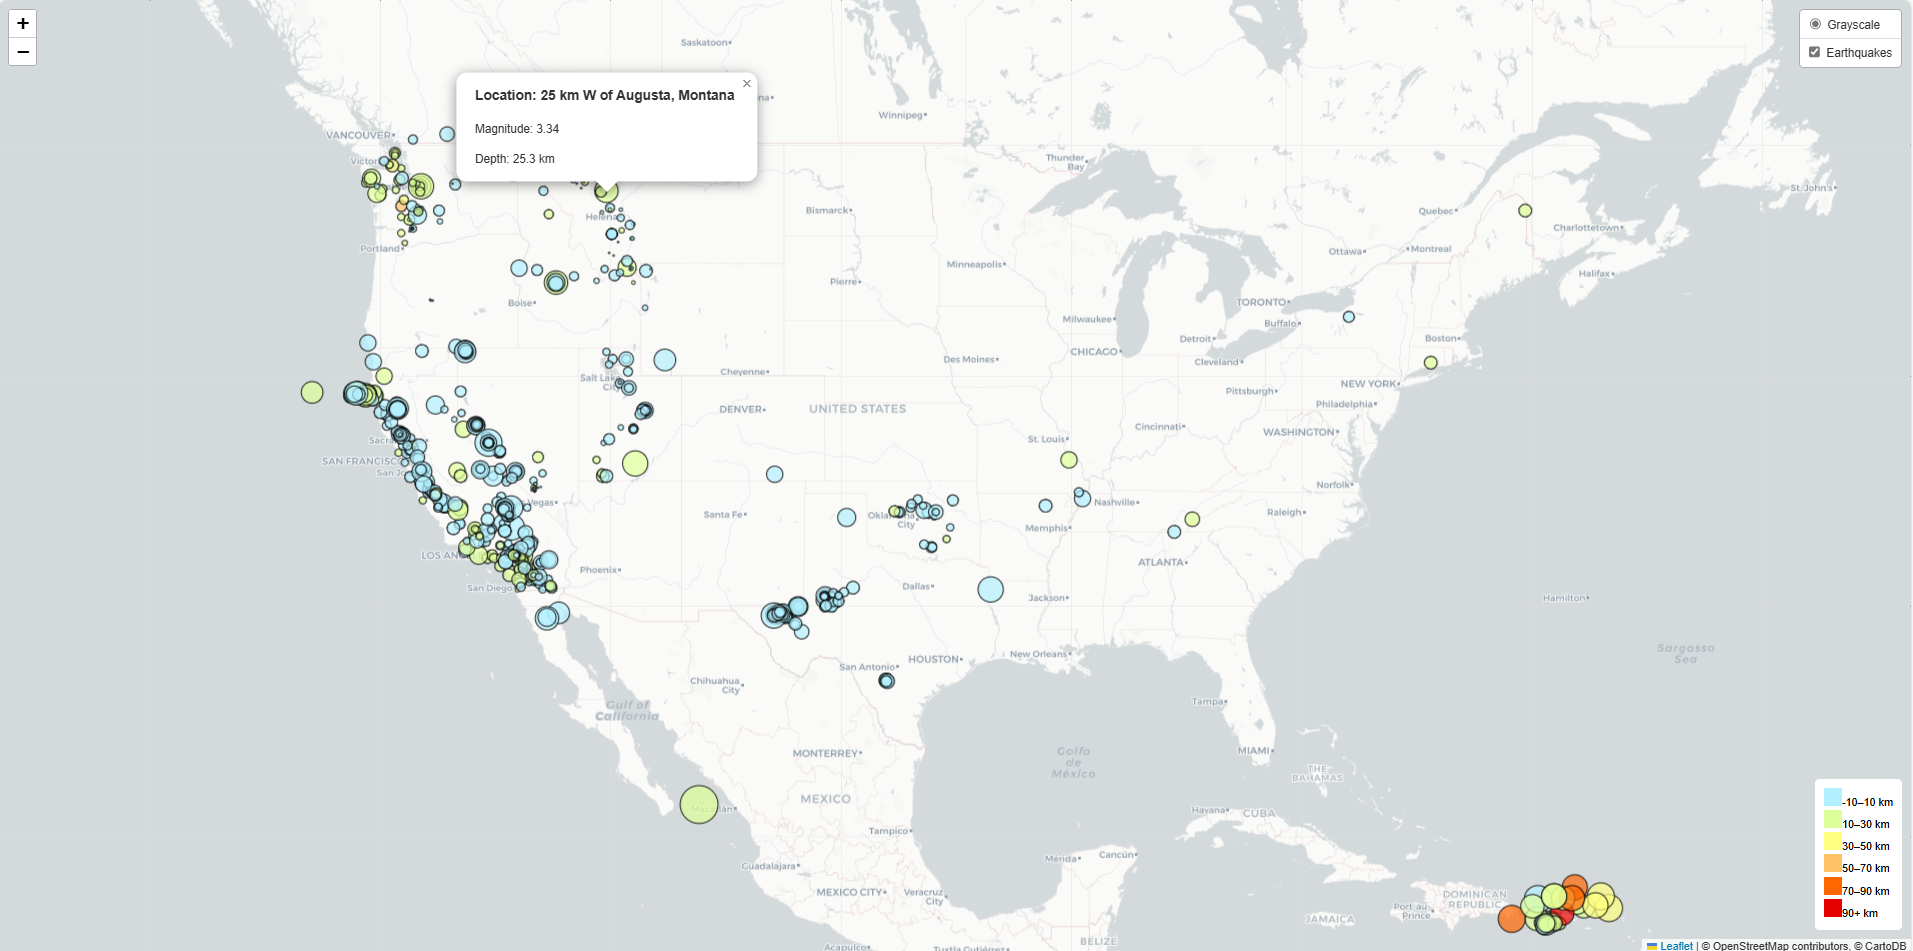 +
−
Grayscale
Earthquakes
×
Location: 25 km W of Augusta, Montana
Magnitude: 3.34
Depth: 25.3 km
Saskatoon
Winnipeg
VANCOUVER
Thunder
Bay
St. John's
Bismarck
Quebec
Charlottetown
Helena
Portland
Ottawa
Montreal
Minneapolis
Halifax
Pierre
Boise
TORONTO
Milwaukee
Buffalo
Detroit
Boston
CHICAGO
Des Moines
Cleveland
Cheyenne
Salt Lake
City
NEW YORK
Pittsburgh
DENVER
UNITED STATES
Philadelphia
Cincinnati
WASHINGTON
St. Louis
SAN FRANCISCO
Norfolk
Vegas
Nashville
Santa Fe
City
Raleigh
Memphis
LOS AN
ATLANTA
Phoenix
San Diego
Dallas
Jackson
Hamilton
Sargasso
Sea
New Orleans
HOUSTON
San Antonio
Chihuahua
City
Gulf of
California
Tampa
MONTERREY
MIAMI
Golfo
de
México
THE
BAHAMAS
MEXICO
Havana
CUBA
Tampico
Mérida
Cancún
Guadalajara
MEXICO CITY
Veracruz
City
DOMINICAN
REPUBLIC
Port-au
Prince
JAMAICA
BELIZE
Acapulco
Tuxtla Gutiérrez
-10–10 km
10–30 km
30–50 km
50–70 km
70–90 km
90+ km
Leaflet | © OpenStreetMap contributors, © CartoDB